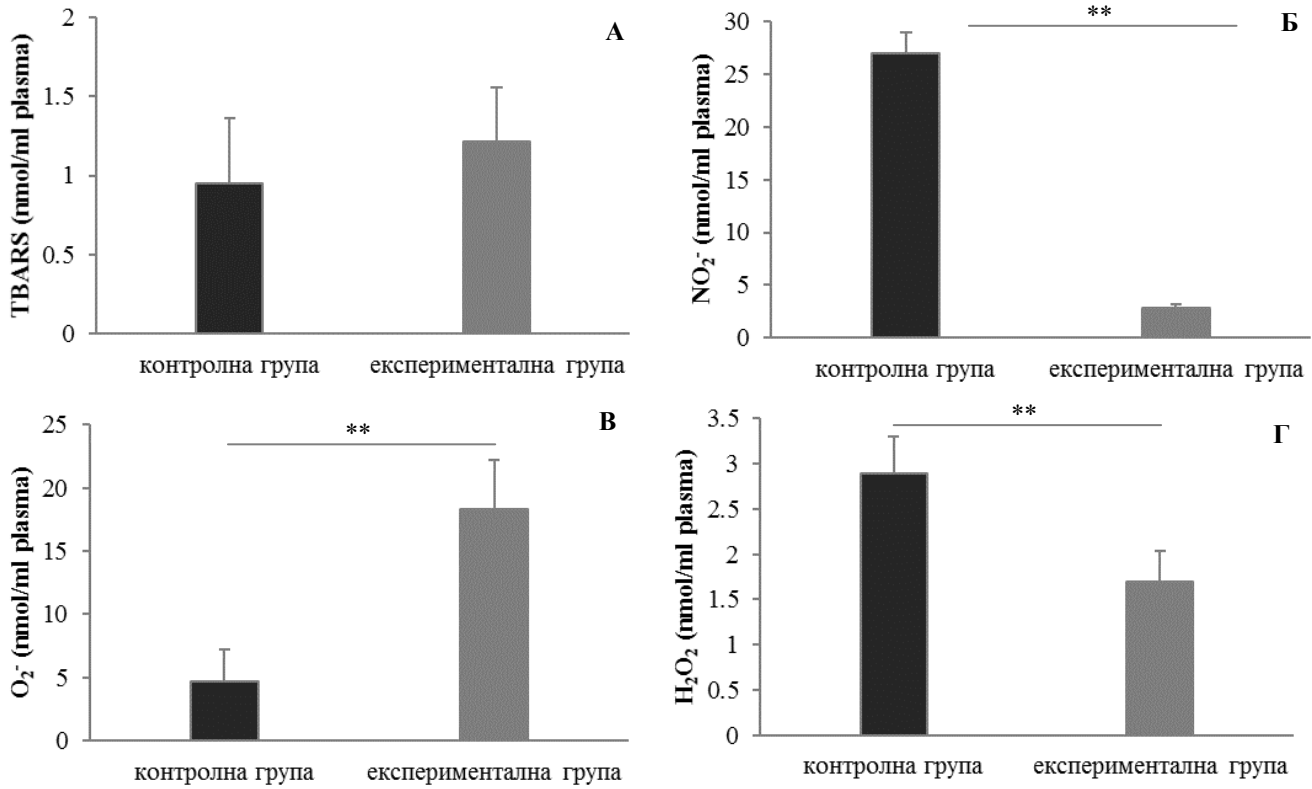 А
TBARS (nmol/ml plasma)
2
1.5
1
0.5
0
контролна група
експериментална група
Б
**
NO₂⁻ (nmol/ml plasma)
30
25
20
15
10
5
0
контролна група
експериментална група
В
**
O₂⁻ (nmol/ml plasma)
25
20
15
10
5
0
контролна група
експериментална група
Г
**
H₂O₂ (nmol/ml plasma)
3.5
3
2.5
2
1.5
1
0.5
0
контролна група
експериментална група